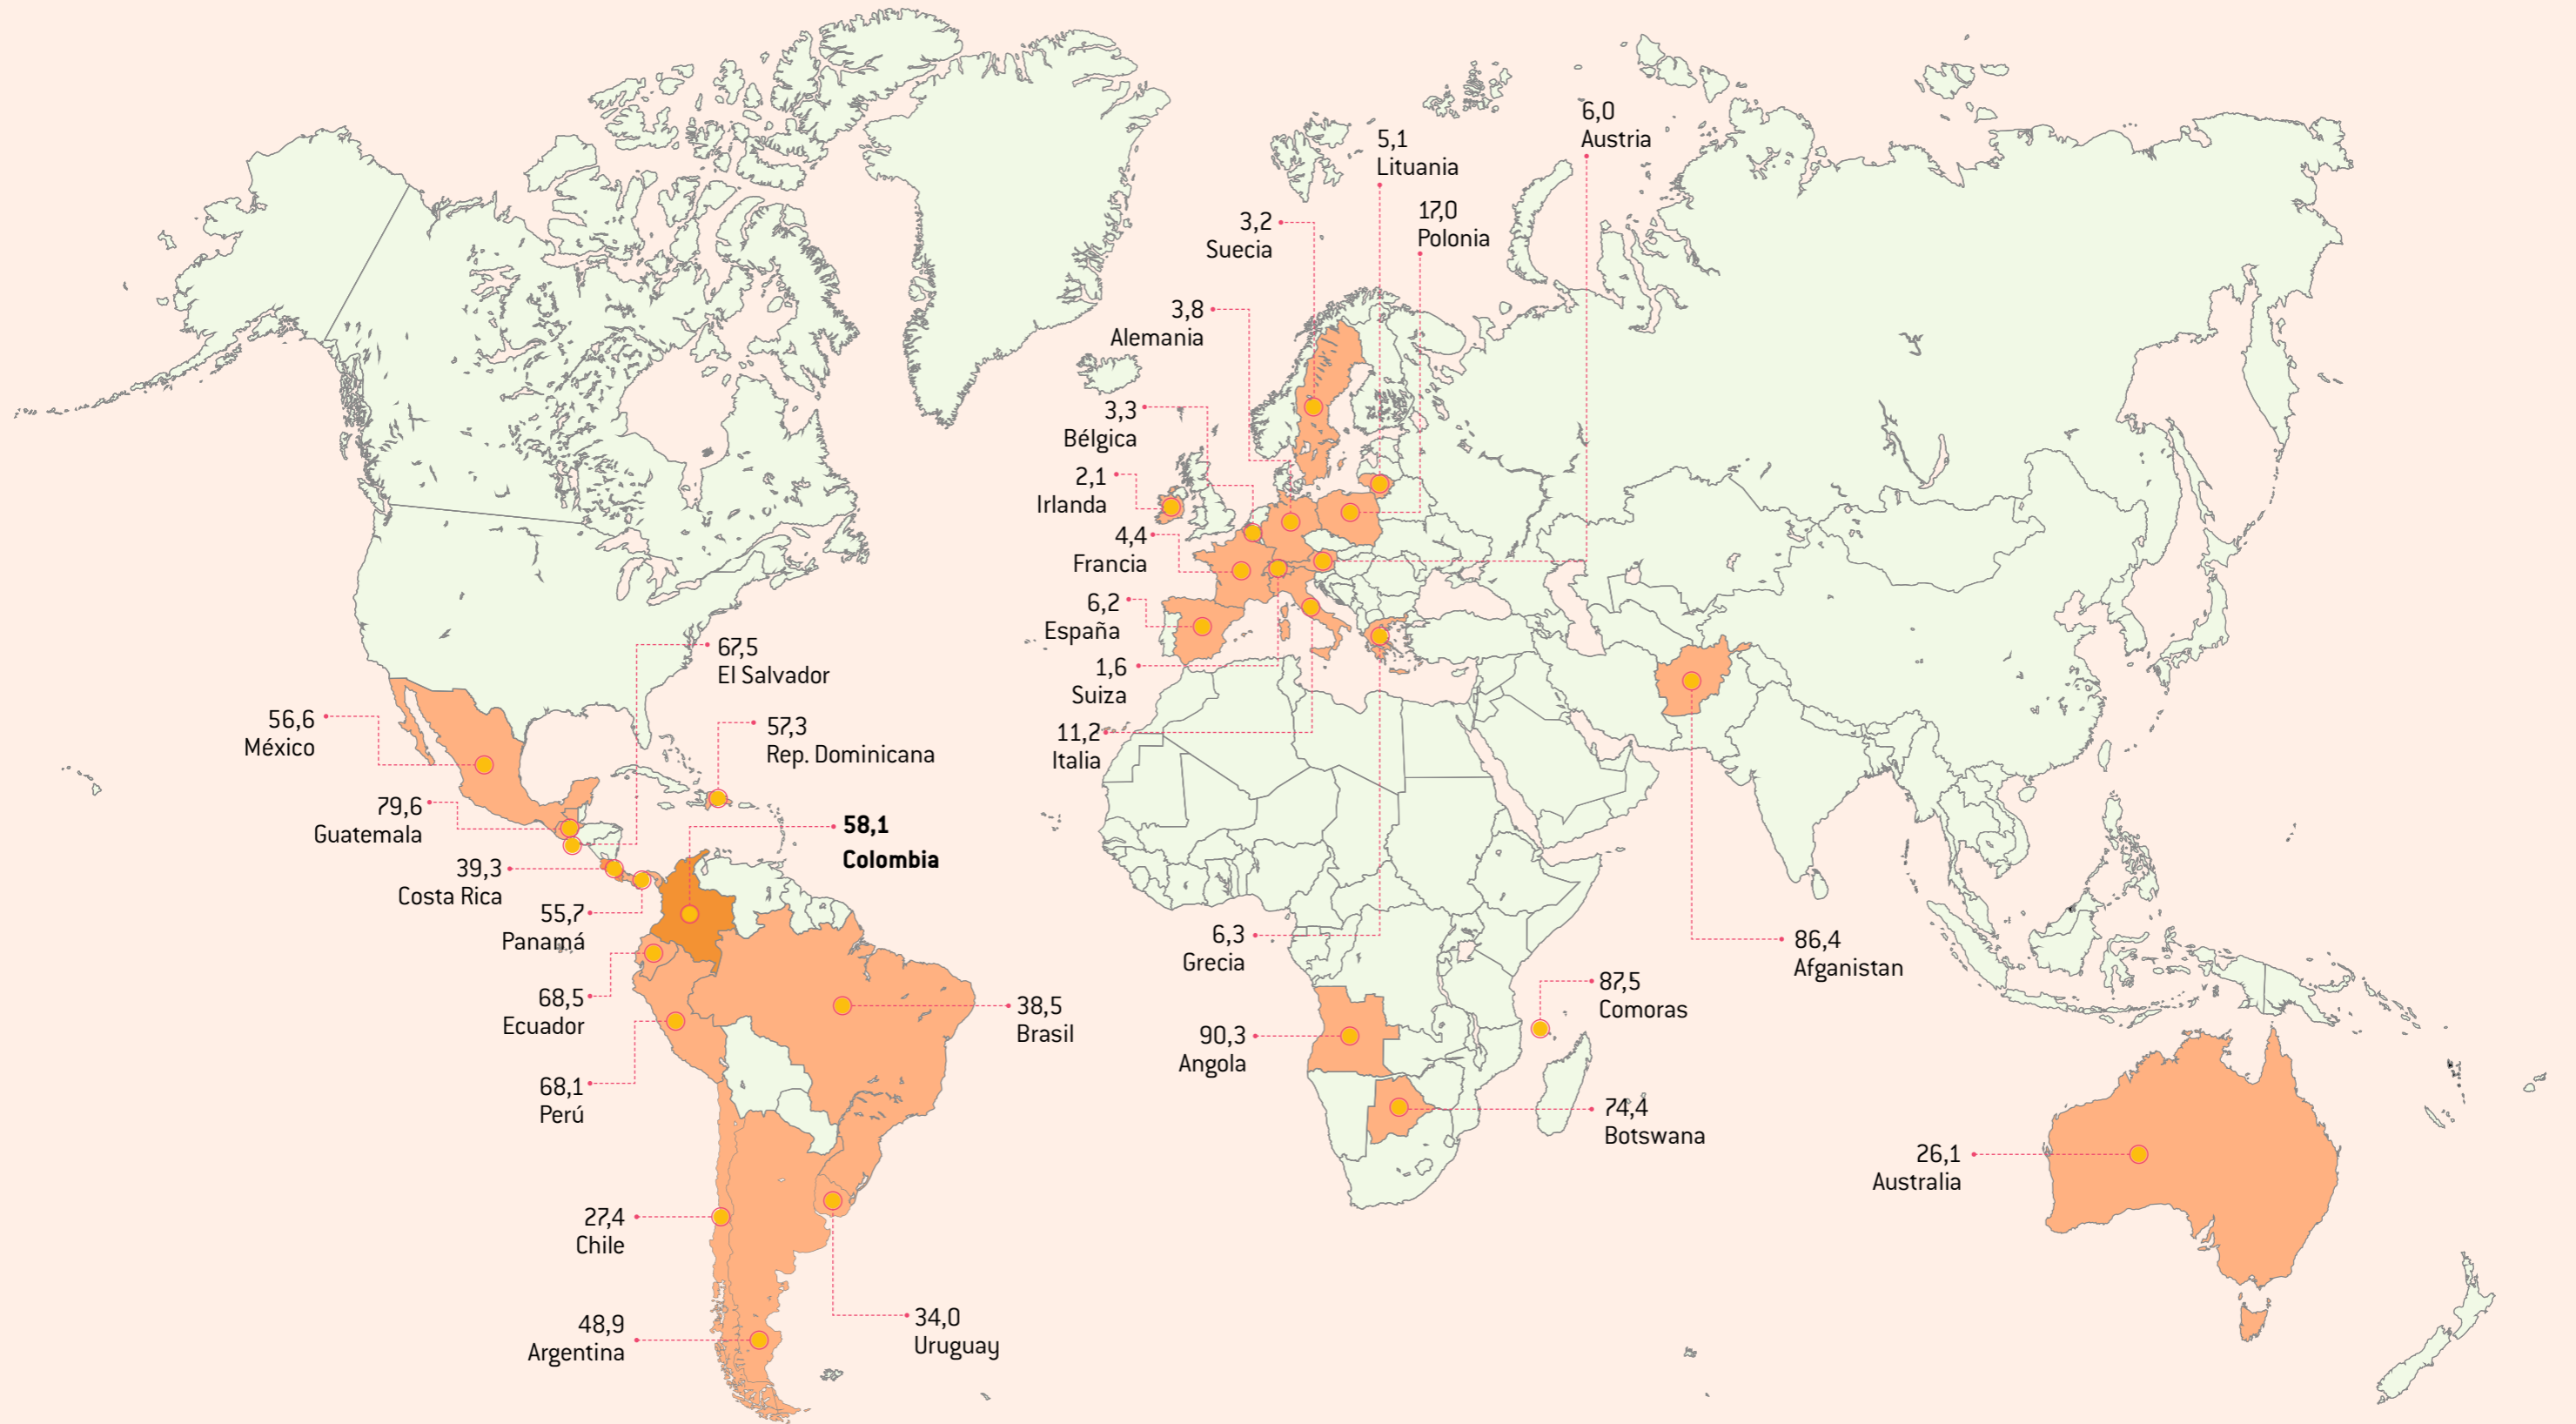 6,0
Austria
5,1
Lituania
17,0
Polonia
3,2
Suecia
3,8
Alemania
3,3
Bélgica
2,1
Irlanda
4,4
Francia
6,2
España
1,6
Suiza
11,2
Italia
67,5
El Salvador
56,6
México
57,3
Rep. Dominicana
79,6
Guatemala
58,1
Colombia
39,3
Costa Rica
55,7
Panamá
6,3
Grecia
86,4
Afganistan
68,5
Ecuador
38,5
Brasil
87,5
Comoras
90,3
Angola
68,1
Perú
74,4
Botswana
26,1
Australia
27,4
Chile
48,9
Argentina
34,0
Uruguay